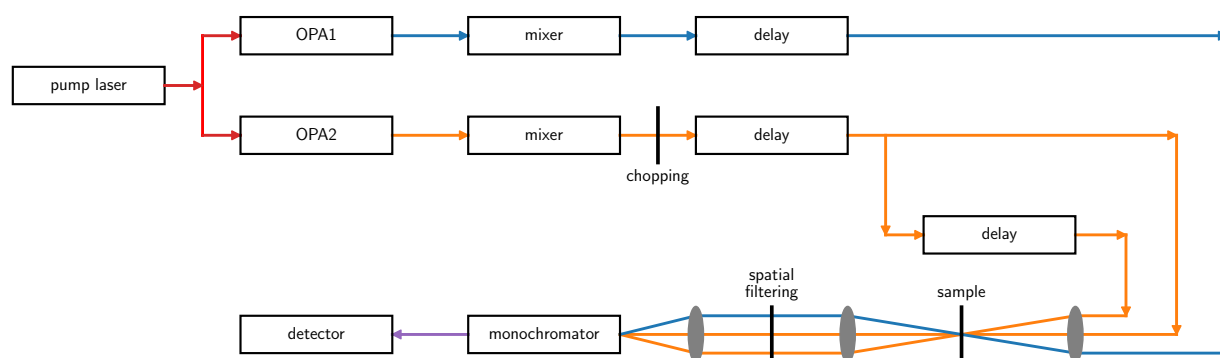 OPA1
mixer
delay
pump laser
OPA2
mixer
delay
chopping
delay
spatial
filtering
sample
detector
monochromator